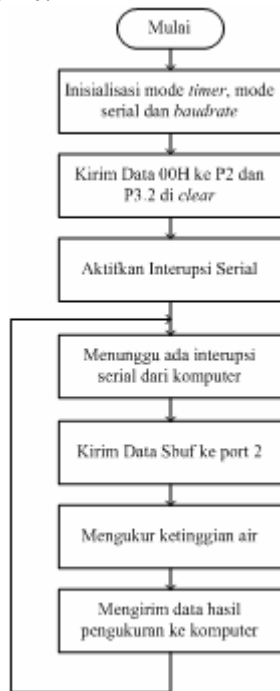 Mulai
Inisialisasi mode timer, mode
serial dan baudrate
Kirim Data 00H ke P2 dan
P3.2 di clear
Aktifkan Interupsi Serial
Menunggu ada interupsi
serial dari komputer
Kirim Data Sbuf ke port 2
Mengukur ketinggian air
Mengirim data hasil
pengukuran ke komputer